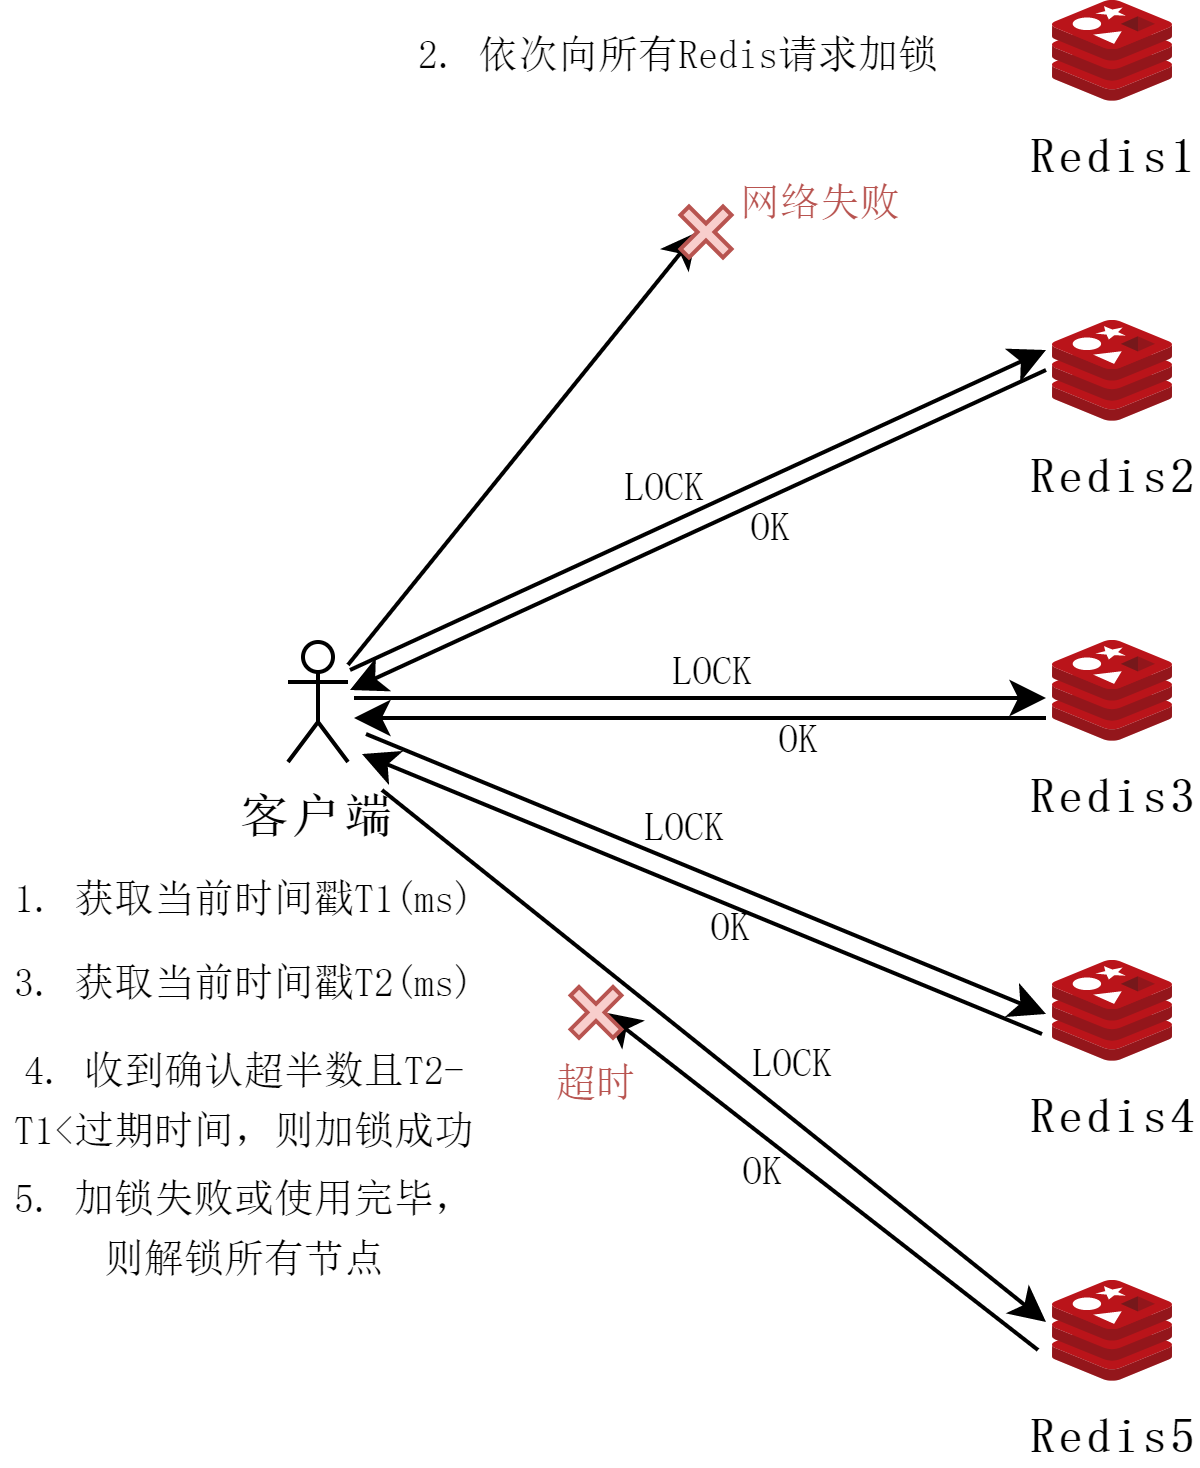 2. 依次向所有Redis请求加锁
Redis1
网络失败
Redis2
LOCK
OK
LOCK
OK
Redis3
客户端
LOCK
OK
1. 获取当前时间戳T1(ms)
3. 获取当前时间戳T2(ms)
4. 收到确认超半数且T2-
T1<过期时间，则加锁成功
5. 加锁失败或使用完毕，
则解锁所有节点
超时
LOCK
OK
Redis4
Redis5